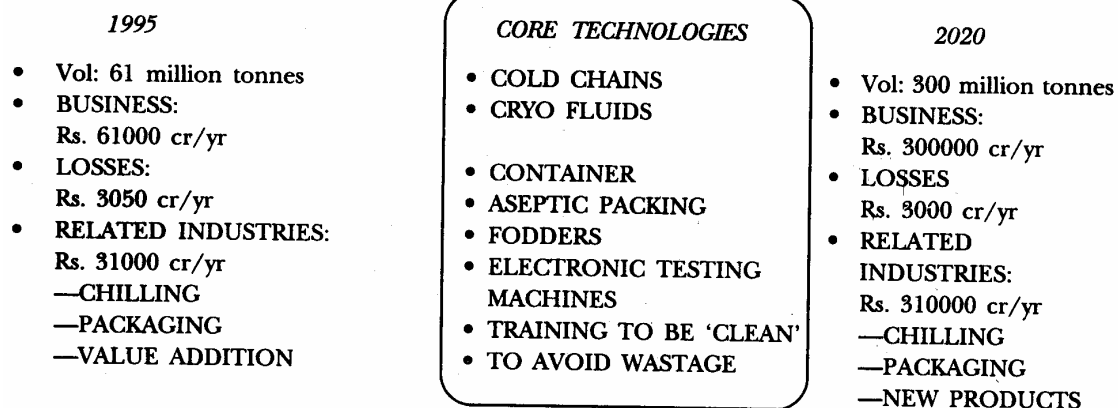 1995
• Vol: 61 million tonnes
• BUSINESS:
Rs. 61000 cr/yr
• LOSSES:
Rs. 3050 cr/yr
• RELATED INDUSTRIES:
Rs. 31000 cr/yr
—CHILLING
—PACKAGING
—VALUE ADDITION
CORE TECHNOLOGIES
• COLD CHAINS
• CRYO FLUIDS
• CONTAINER
• ASEPTIC PACKING
• FODDERS
• ELECTRONIC TESTING
MACHINES
• TRAINING TO BE ‘CLEAN’
• TO AVOID WASTAGE
2020
• Vol: 300 million tonnes
• BUSINESS:
Rs. 300000 cr/yr
• LOSSES
Rs. 3000 cr/yr
• RELATED
INDUSTRIES:
Rs. 310000 cr/yr
—CHILLING
—PACKAGING
—NEW PRODUCTS